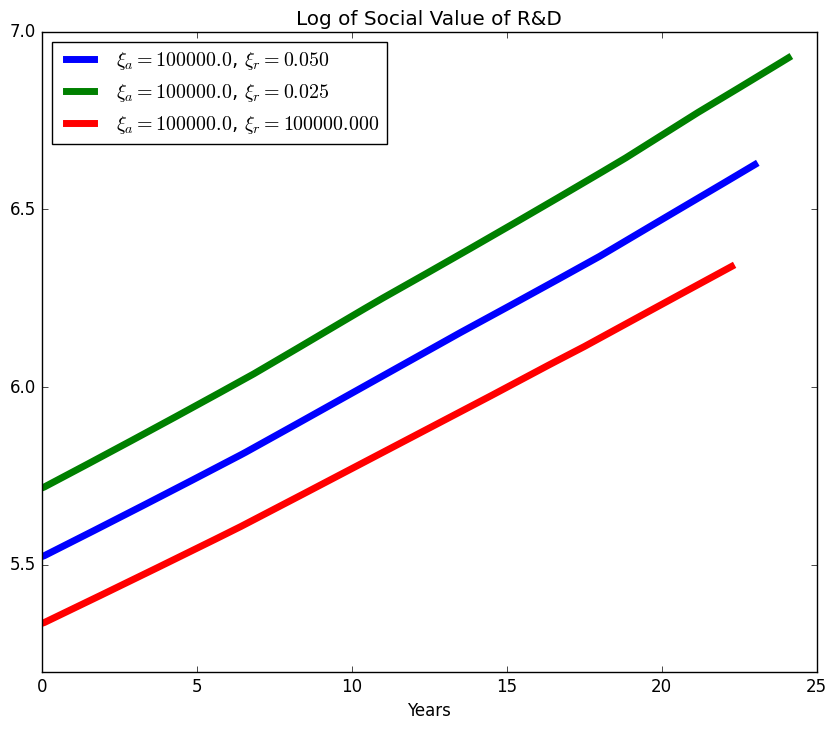 Log of Social Value of R&D
ξₐ = 100000.0, ξᵣ = 0.050
ξₐ = 100000.0, ξᵣ = 0.025
ξₐ = 100000.0, ξᵣ = 100000.000
7.0
6.5
6.0
5.5
0 5 10 15 20 25
Years